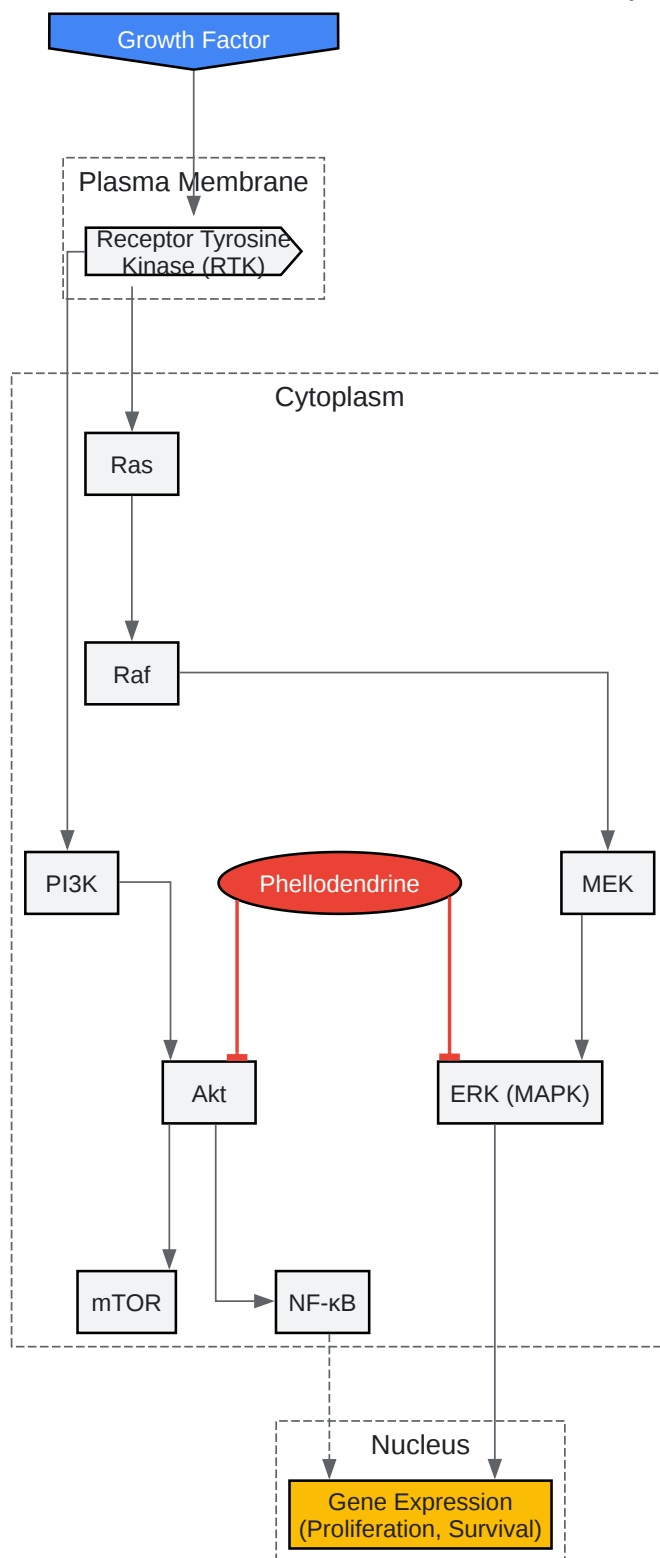 Growth Factor
Plasma Membrane
Receptor Tyrosine
Kinase (RTK)
Cytoplasm
Ras
Raf
PI3K
Phellodendrine
MEK
Akt
ERK (MAPK)
mTOR
NF-κB
Nucleus
Gene Expression
(Proliferation, Survival)